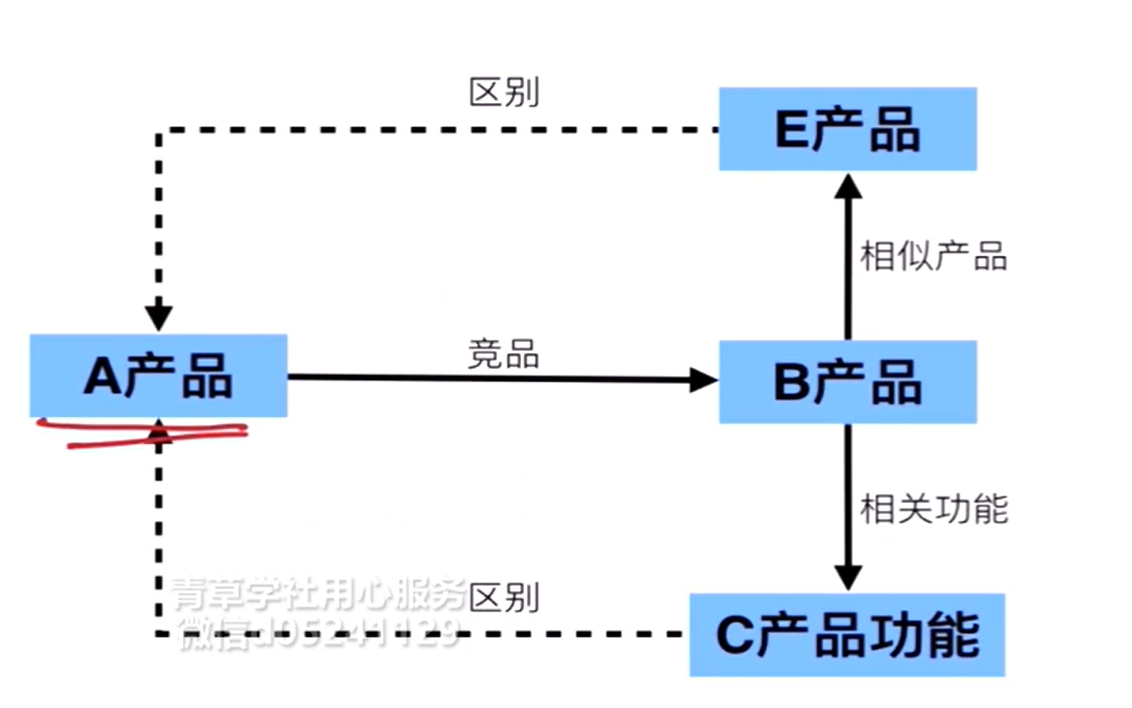 区别
E产品
相似产品
A产品
竞品
B产品
相关功能
青草学社用心服务
微信d05241129
区别
C产品功能